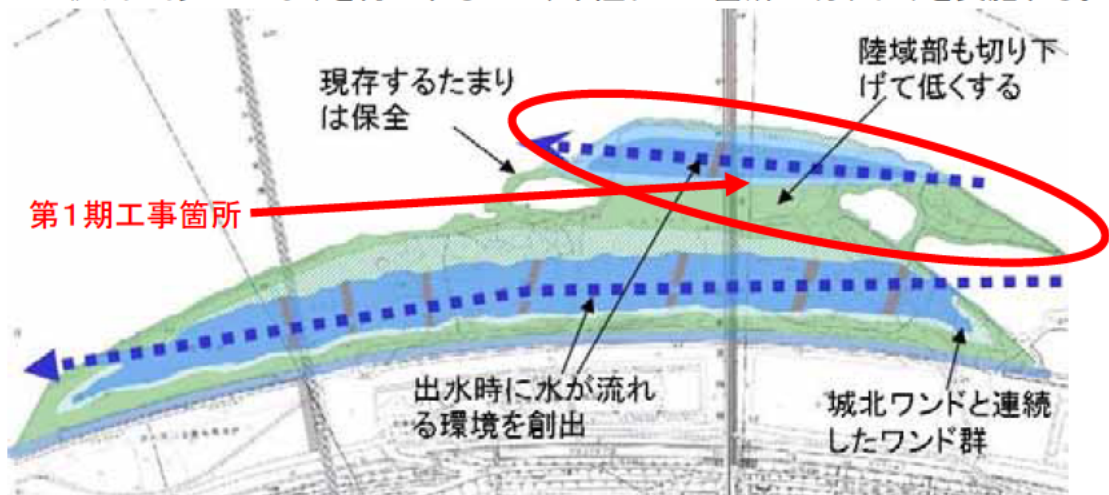 陸域部も切り下
げて低くする
現存するたまり
は保全
第1期工事箇所
出水時に水が流れ
る環境を創出
城北ワンドと連続
したワンド群